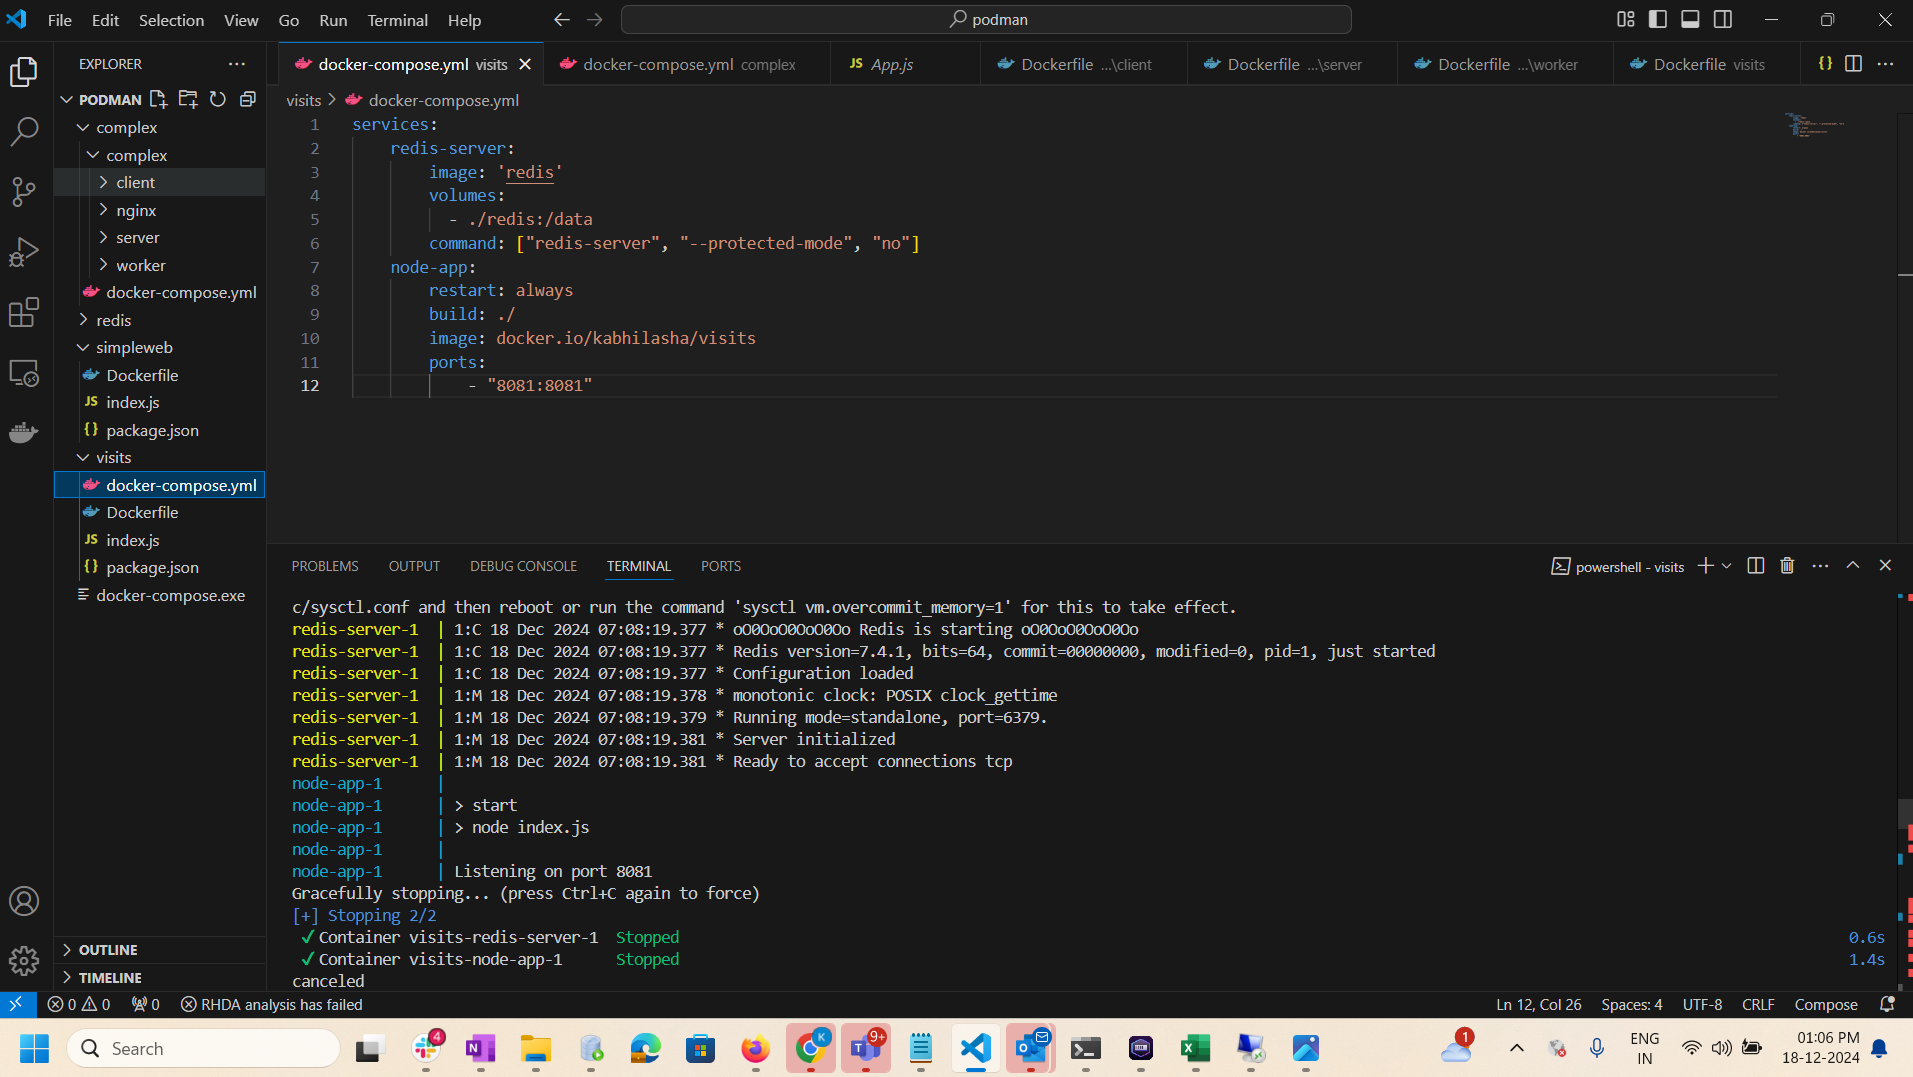 File Edit Selection View Go Run Terminal Help
podman
EXPLORER
docker-compose.yml visits
docker-compose.yml complex
JS App.js
Dockerfile ...\client
Dockerfile ...\server
Dockerfile ...\worker
Dockerfile visits
PODMAN
complex
complex
client
nginx
server
worker
docker-compose.yml
redis
simpleweb
Dockerfile
JS index.js
{} package.json
visits
docker-compose.yml
Dockerfile
JS index.js
{} package.json
docker-compose.exe
OUTLINE
TIMELINE
visits > docker-compose.yml
1 services:
2 redis-server:
3 image: 'redis'
4 volumes:
5 - ./redis:/data
6 command: ["redis-server", "--protected-mode", "no"]
7 node-app:
8 restart: always
9 build: ./
10 image: docker.io/kabhilasha/visits
11 ports:
12 - "8081:8081"
PROBLEMS OUTPUT DEBUG CONSOLE TERMINAL PORTS
powershell - visits
c/sysctl.conf and then reboot or run the command 'sysctl vm.overcommit_memory=1' for this to take effect.
redis-server-1 | 1:C 18 Dec 2024 07:08:19.377 * oO0OoO0OoO0Oo Redis is starting oO0OoO0OoO0Oo
redis-server-1 | 1:C 18 Dec 2024 07:08:19.377 * Redis version=7.4.1, bits=64, commit=00000000, modified=0, pid=1, just started
redis-server-1 | 1:C 18 Dec 2024 07:08:19.377 * Configuration loaded
redis-server-1 | 1:M 18 Dec 2024 07:08:19.378 * monotonic clock: POSIX clock_gettime
redis-server-1 | 1:M 18 Dec 2024 07:08:19.379 * Running mode=standalone, port=6379.
redis-server-1 | 1:M 18 Dec 2024 07:08:19.381 * Server initialized
redis-server-1 | 1:M 18 Dec 2024 07:08:19.381 * Ready to accept connections tcp
node-app-1 |
node-app-1 | > start
node-app-1 | > node index.js
node-app-1 |
node-app-1 | Listening on port 8081
Gracefully stopping... (press Ctrl+C again to force)
[+] Stopping 2/2
✓ Container visits-redis-server-1 Stopped 0.6s
✓ Container visits-node-app-1 Stopped 1.4s
canceled
0 0 0 RHDA analysis has failed
Ln 12, Col 26 Spaces: 4 UTF-8 CRLF Compose
Search
4
K
9+
1
ENG
IN
01:06 PM
18-12-2024